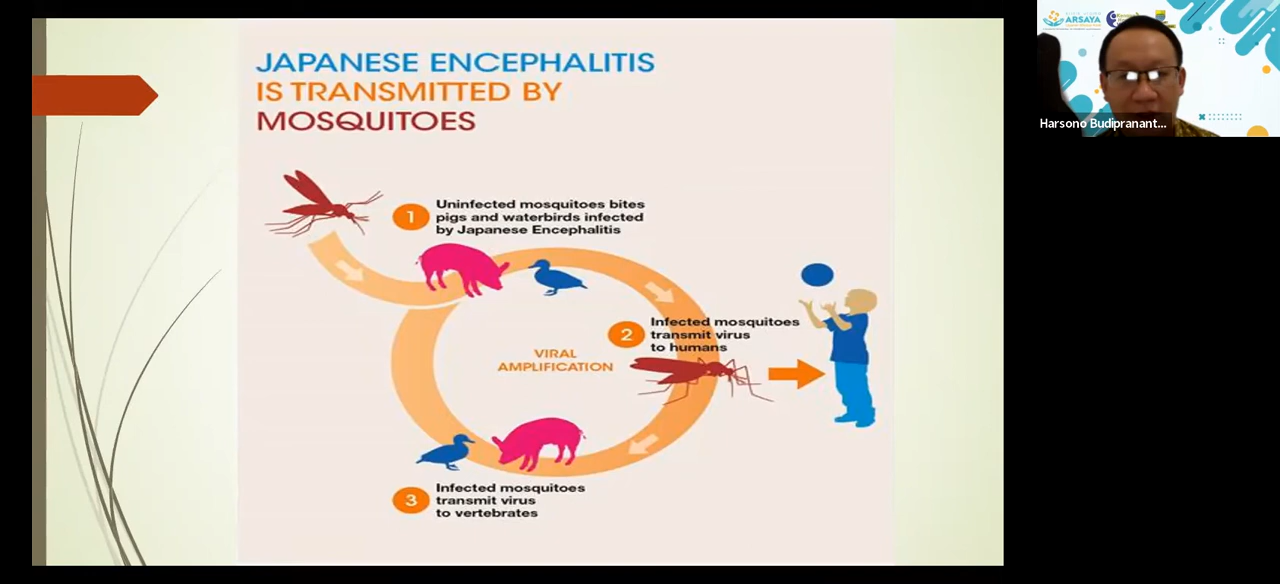 JAPANESE ENCEPHALITIS
IS TRANSMITTED BY
MOSQUITOES
1
Uninfected mosquitoes bites
pigs and waterbirds infected
by Japanese Encephalitis
2
Infected mosquitoes
transmit virus
to humans
VIRAL
AMPLIFICATION
3
Infected mosquitoes
transmit virus
to vertebrates
ARSAYA
Harsono Budipranant...